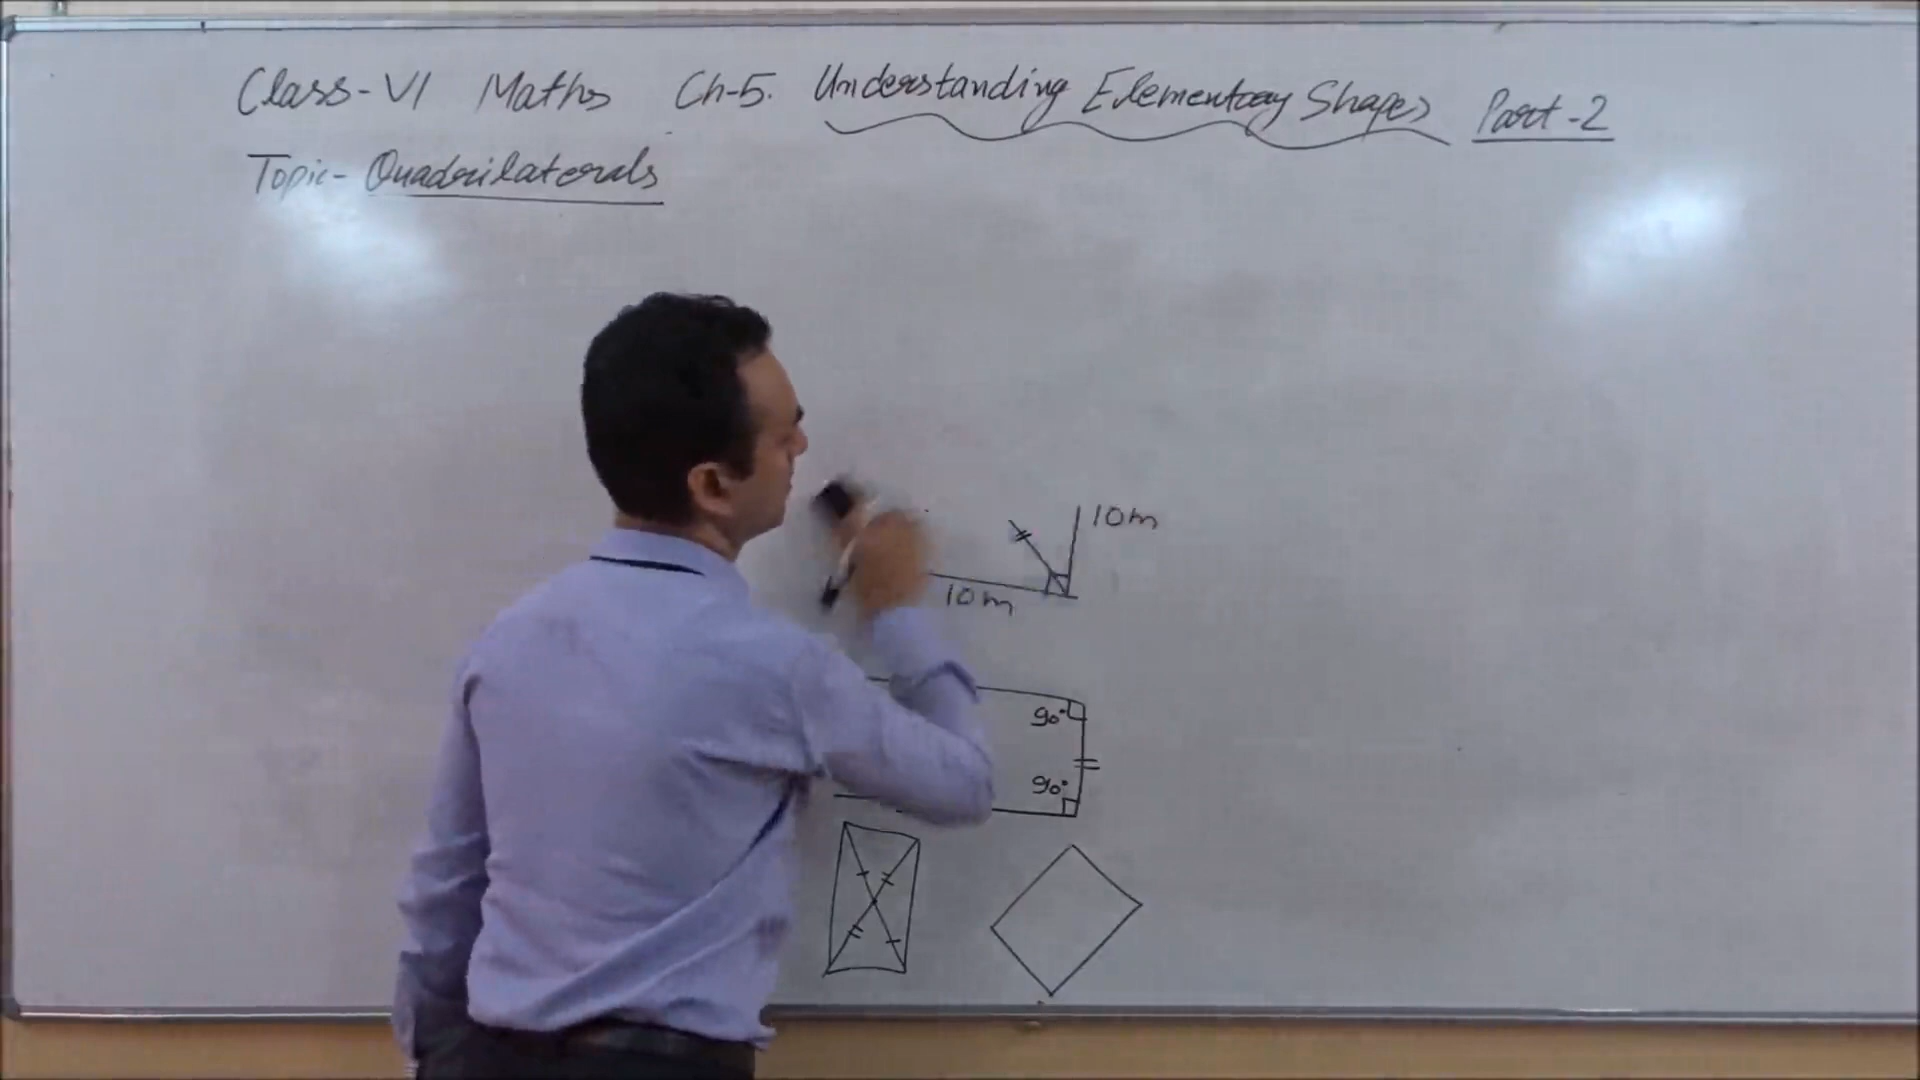 Class-VI Maths Ch-5. Understanding Elementary Shapes Part-2
Topic- Quadrilaterals
10m
10m
90°
90°